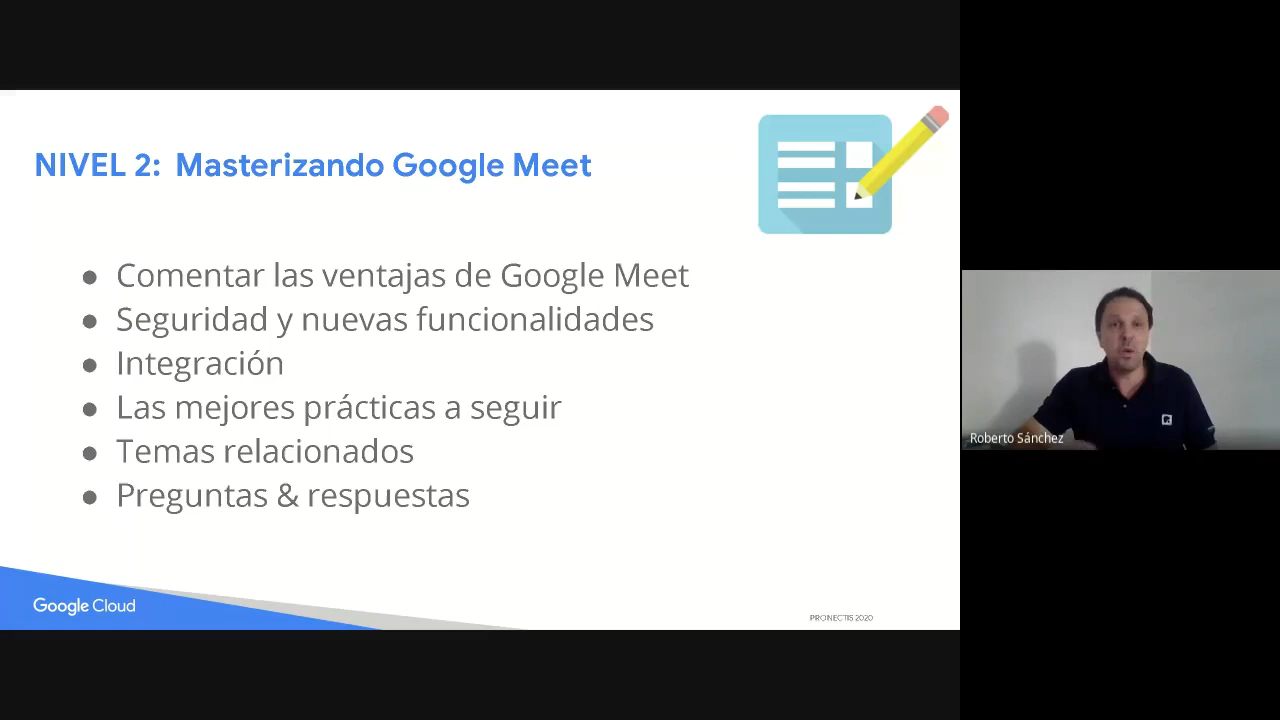 NIVEL 2: Masterizando Google Meet
● Comentar las ventajas de Google Meet
● Seguridad y nuevas funcionalidades
● Integración
● Las mejores prácticas a seguir
● Temas relacionados
● Preguntas & respuestas
Google Cloud
PROINECTIS 2020
Roberto Sánchez